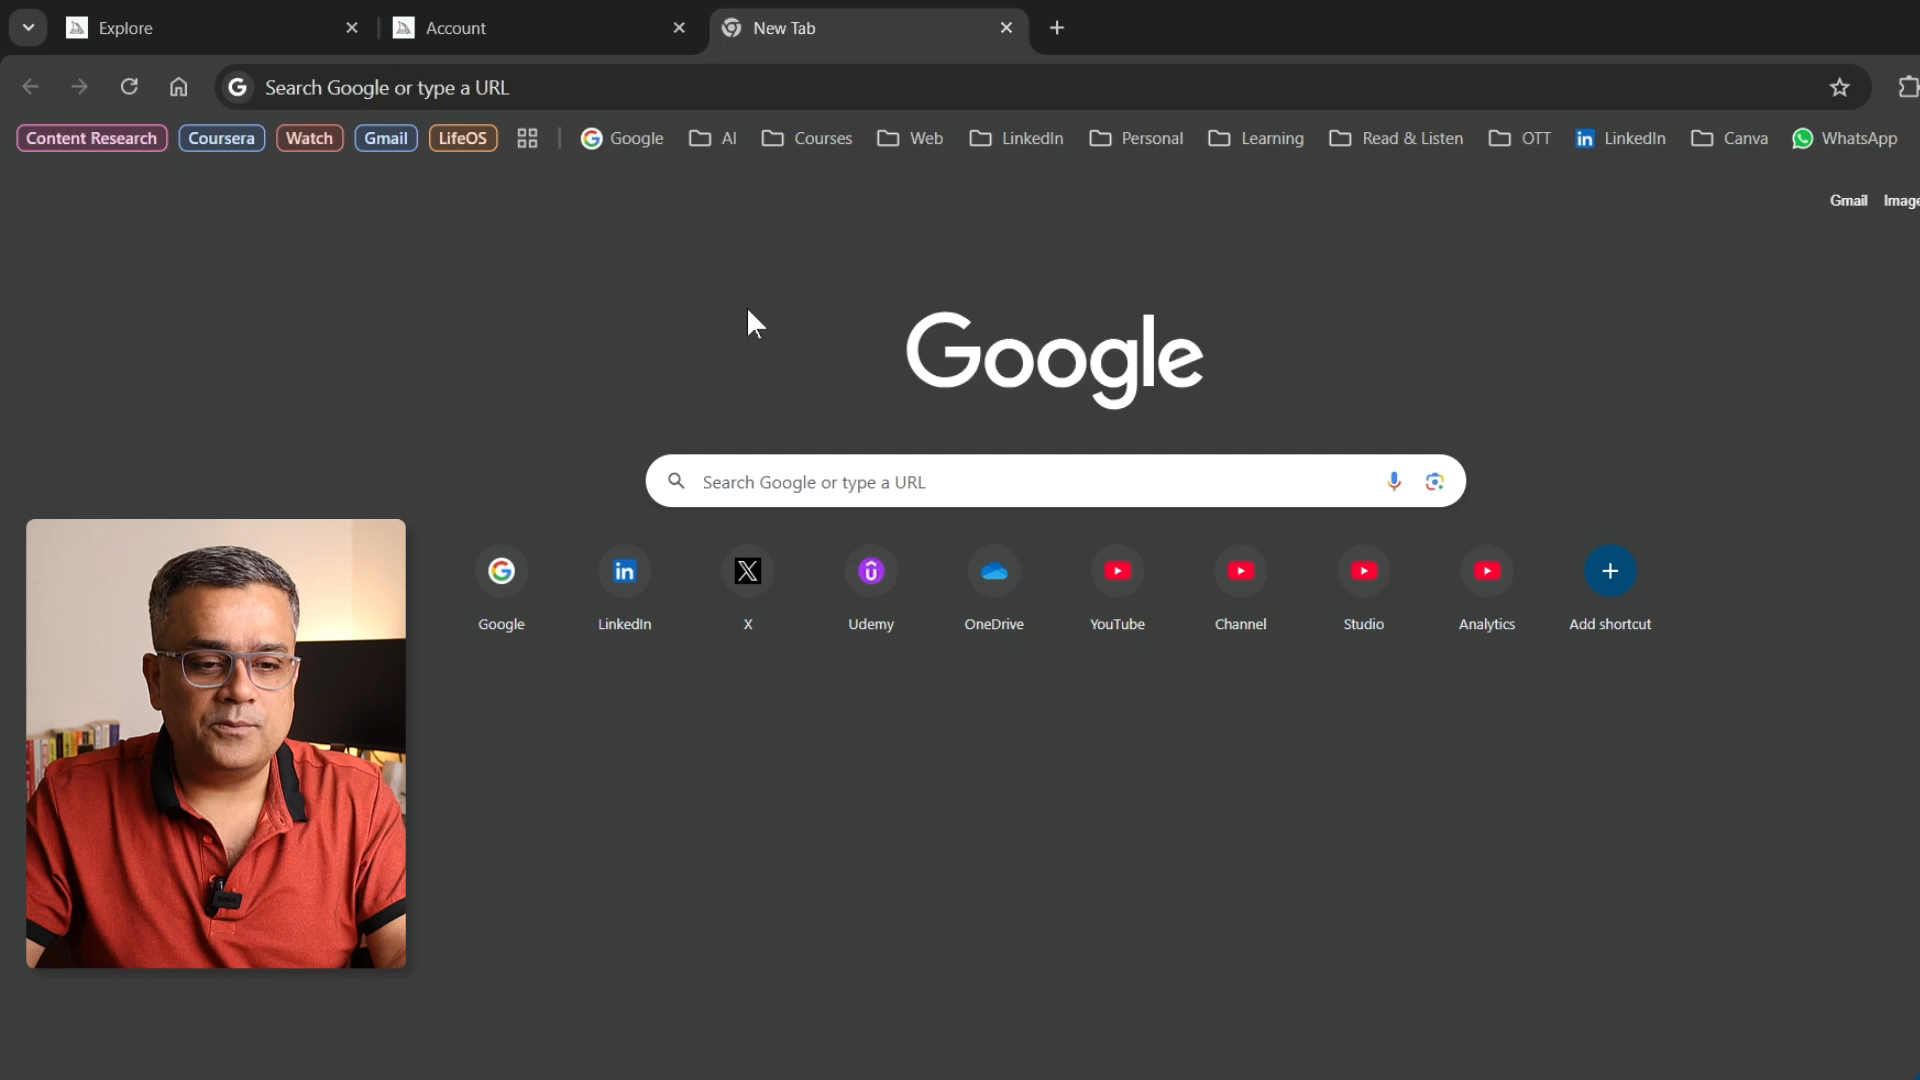 Explore
Account
New Tab
Search Google or type a URL
Content Research
Coursera
Watch
Gmail
LifeOS
Google
AI
Courses
Web
LinkedIn
Personal
Learning
Read & Listen
OTT
LinkedIn
Canva
WhatsApp
Gmail
Image
Google
Search Google or type a URL
Google
LinkedIn
X
Udemy
OneDrive
YouTube
Channel
Studio
Analytics
Add shortcut